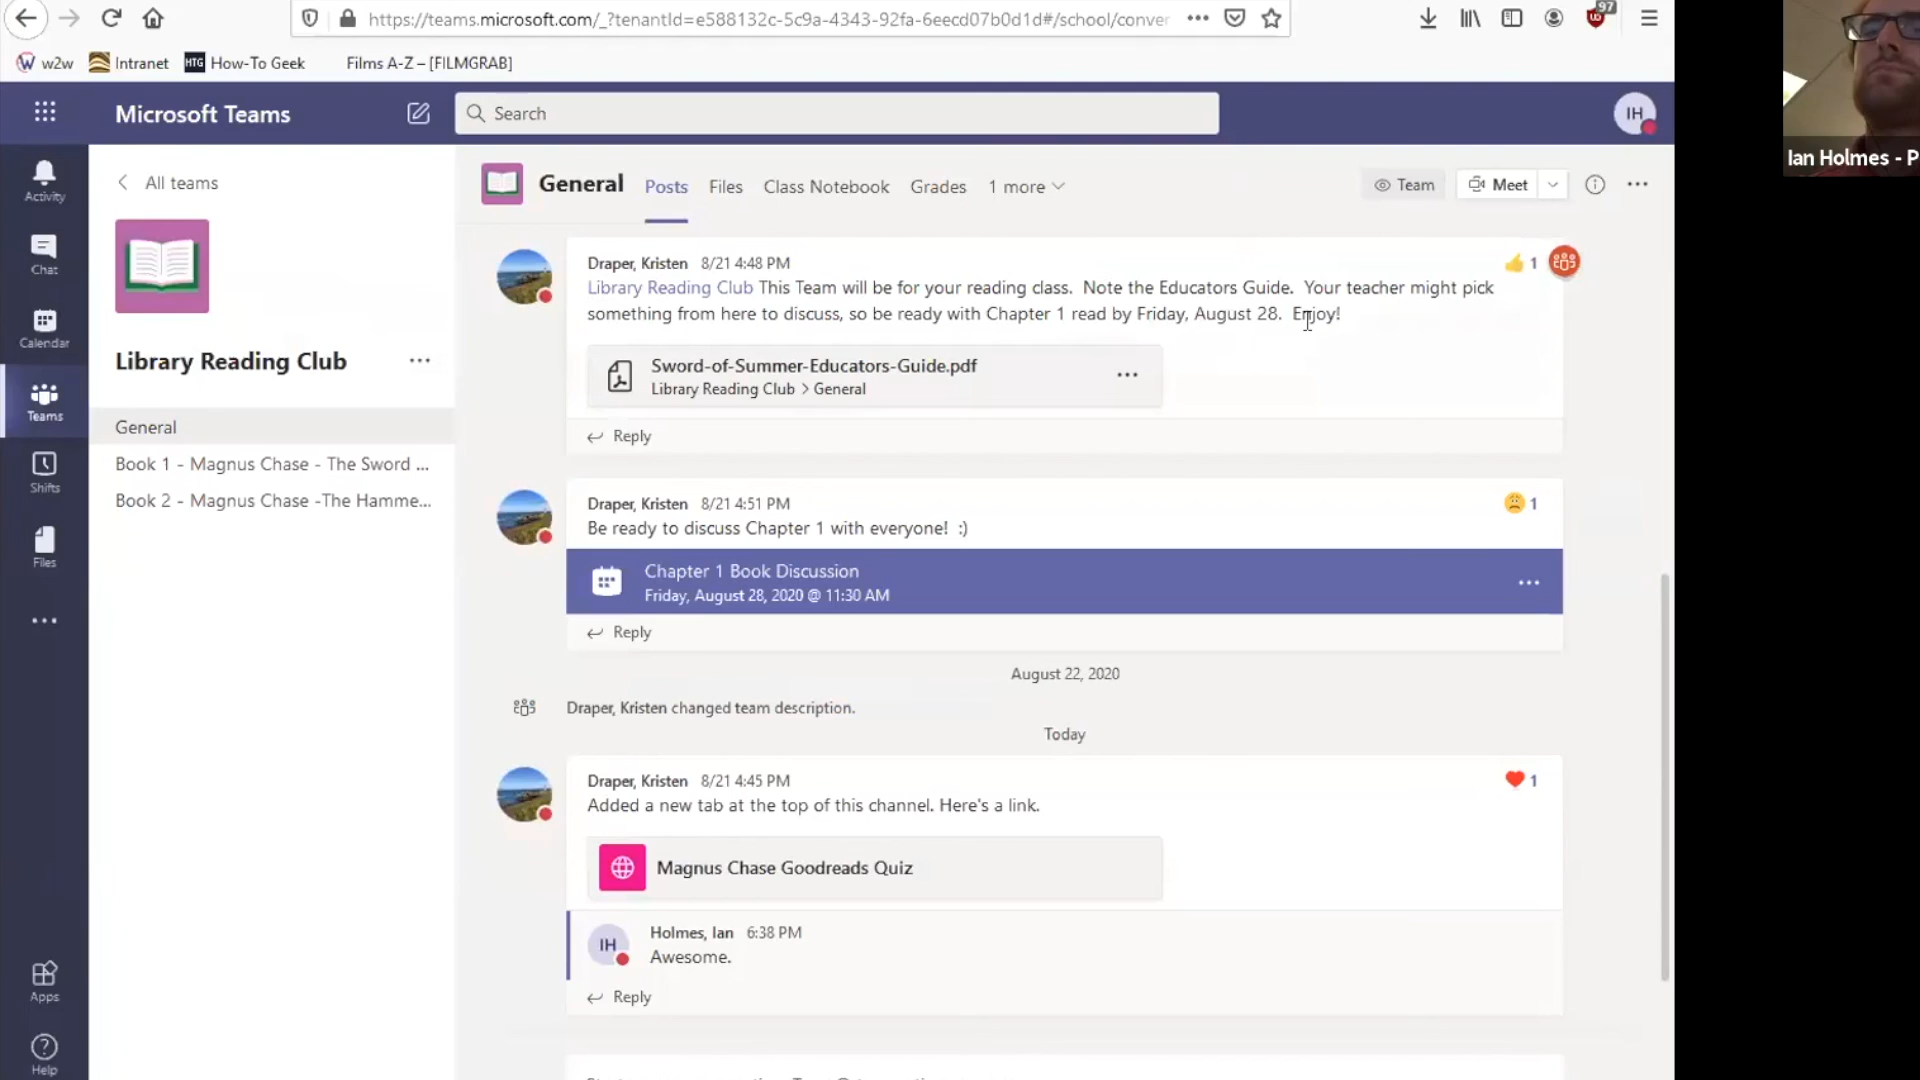 https://teams.microsoft.com/_?tenantId=e588132c-5c9a-4343-92fa-6eecd07b0d1d#/school/conver
97
w2w
Intranet
HTG How-To Geek
Films A-Z – [FILMGRAB]
Microsoft Teams
Search
IH
Ian Holmes - P
Activity
Chat
Calendar
Teams
Shifts
Files
Apps
Help
All teams
Library Reading Club
General
Book 1 - Magnus Chase - The Sword ...
Book 2 - Magnus Chase -The Hamme...
General
Posts
Files
Class Notebook
Grades
1 more
Team
Meet
Draper, Kristen 8/21 4:48 PM
1
Library Reading Club This Team will be for your reading class. Note the Educators Guide. Your teacher might pick
something from here to discuss, so be ready with Chapter 1 read by Friday, August 28. Enjoy!
Sword-of-Summer-Educators-Guide.pdf
Library Reading Club > General
Reply
Draper, Kristen 8/21 4:51 PM
1
Be ready to discuss Chapter 1 with everyone! :)
Chapter 1 Book Discussion
Friday, August 28, 2020 @ 11:30 AM
Reply
August 22, 2020
Draper, Kristen changed team description.
Today
Draper, Kristen 8/21 4:45 PM
1
Added a new tab at the top of this channel. Here's a link.
Magnus Chase Goodreads Quiz
IH
Holmes, Ian 6:38 PM
Awesome.
Reply